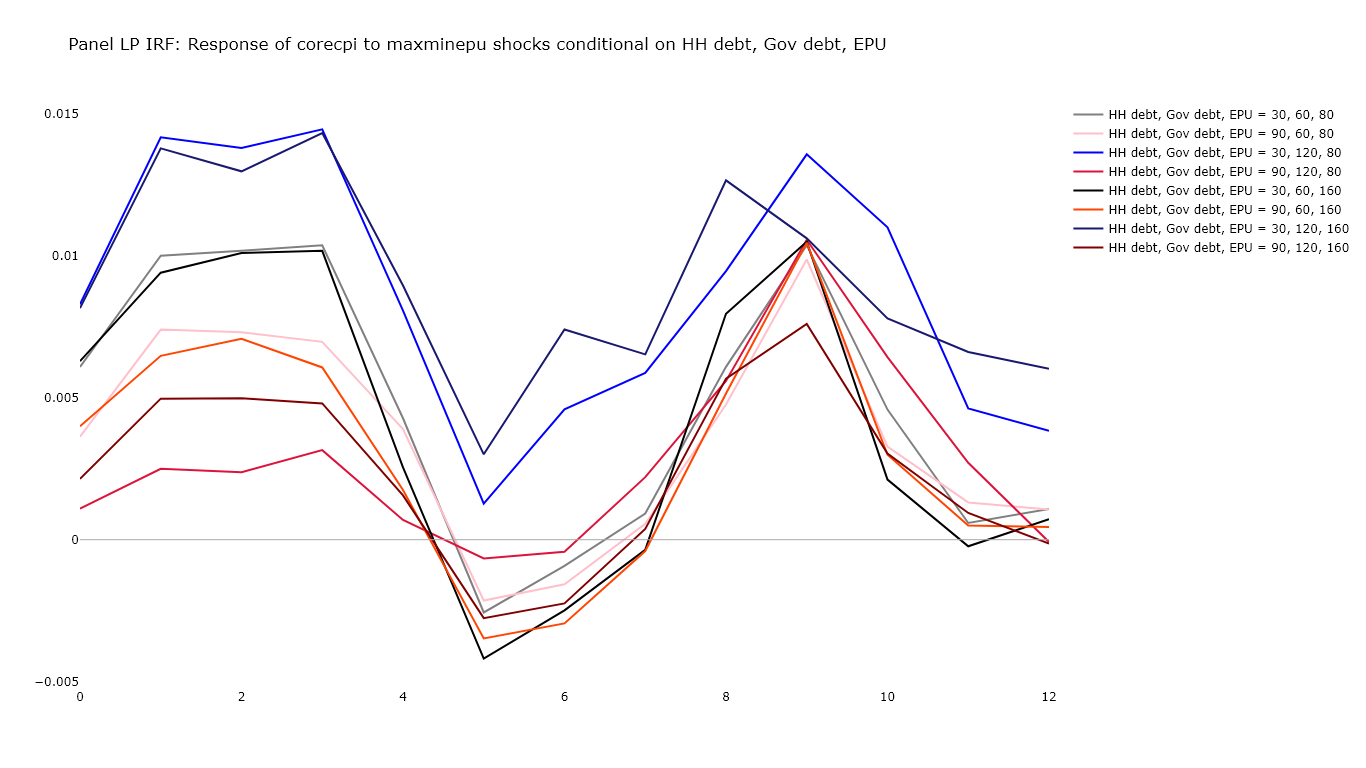 Panel LP IRF: Response of corecpi to maxminepu shocks conditional on HH debt, Gov debt, EPU
0.015
0.01
0.005
0
−0.005
0 2 4 6 8 10 12
HH debt, Gov debt, EPU = 30, 60, 80
HH debt, Gov debt, EPU = 90, 60, 80
HH debt, Gov debt, EPU = 30, 120, 80
HH debt, Gov debt, EPU = 90, 120, 80
HH debt, Gov debt, EPU = 30, 60, 160
HH debt, Gov debt, EPU = 90, 60, 160
HH debt, Gov debt, EPU = 30, 120, 160
HH debt, Gov debt, EPU = 90, 120, 160